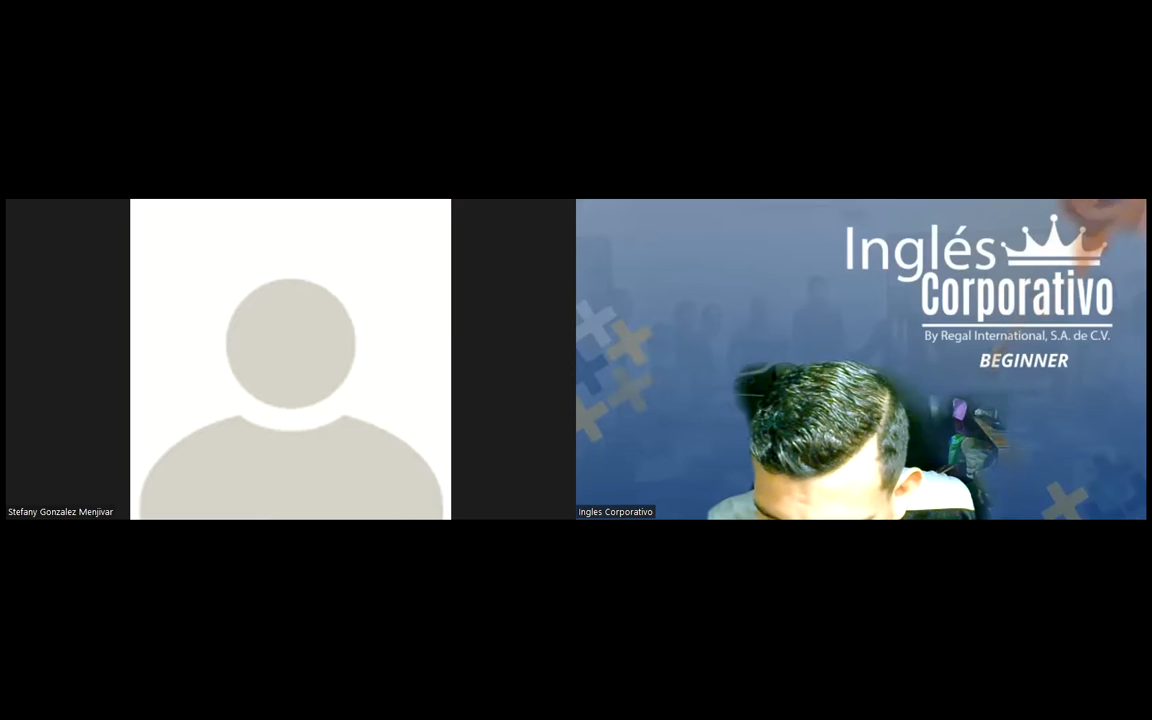 Inglés
Corporativo
By Regal International, S.A. de C.V.
BEGINNER
Stefany Gonzalez Menjivar
Ingles Corporativo